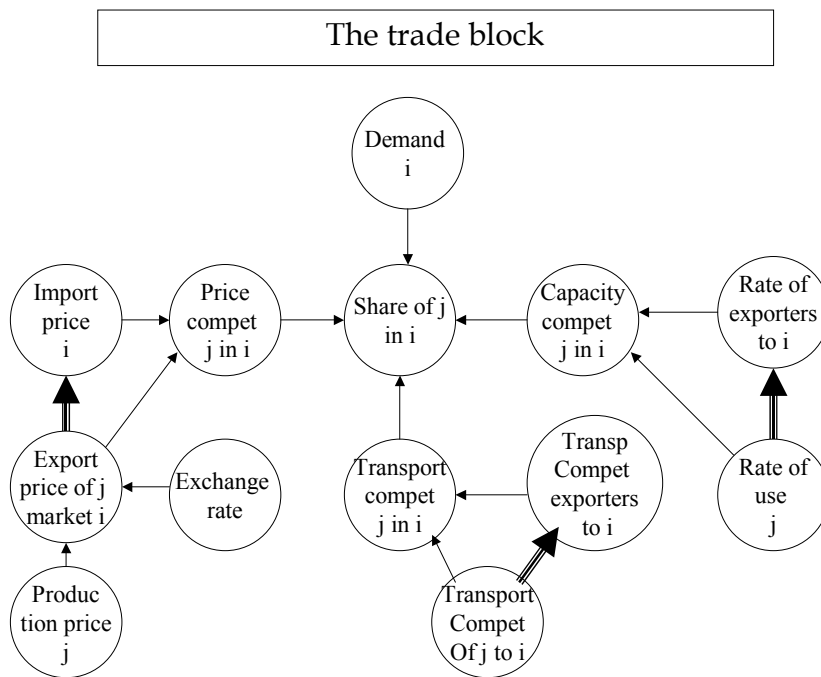 The trade block
Demand
i
Import
price
i
Price
compet
j in i
Share of j
in i
Capacity
compet
j in i
Rate of
exporters
to i
Export
price of j
market i
Exchange
rate
Transport
compet
j in i
Transp
Compet
exporters
to i
Rate of
use
j
Produc
tion price
j
Transport
Compet
Of j to i